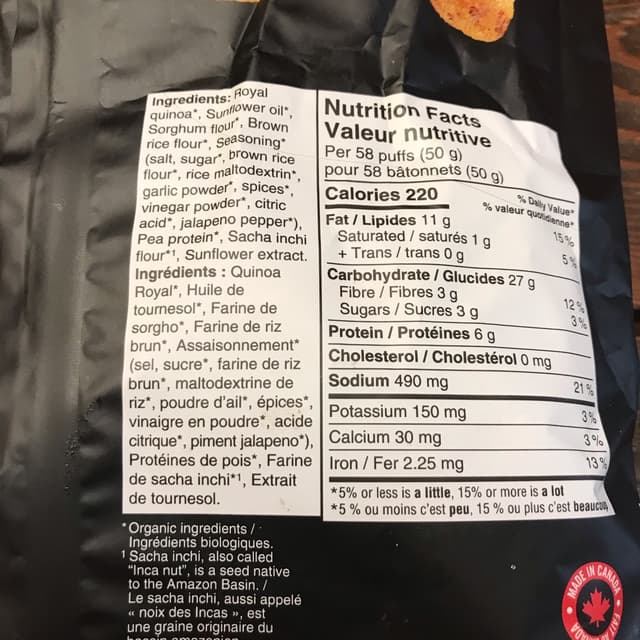 Ingredients: Royal
quinoa*, Sunflower oil*,
Sorghum flour*, Brown
rice flour*, Seasoning*
(salt, sugar*, brown rice
flour*, rice maltodextrin*,
garlic powder*, spices*,
vinegar powder*, citric
acid*, jalapeno pepper*),
Pea protein*, Sacha inchi
flour*¹, Sunflower extract.
Ingrédients : Quinoa
Royal*, Huile de
tournesol*, Farine de
sorgho*, Farine de riz
brun*, Assaisonnement*
(sel, sucre*, farine de riz
brun*, maltodextrine de
riz*, poudre d'ail*, épices*,
vinaigre en poudre*, acide
citrique*, piment jalapeno*),
Protéines de pois*, Farine
de sacha inchi*¹, Extrait
de tournesol.
*Organic ingredients /
Ingrédients biologiques.
¹ Sacha inchi, also called
"Inca nut", is a seed native
to the Amazon Basin. /
Le sacha inchi, aussi appelé
« noix des Incas », est
une graine originaire du
bassin amazonien
Nutrition Facts
Valeur nutritive
Per 58 puffs (50 g)
pour 58 bâtonnets (50 g)
Calories 220
% Daily Value*
% valeur quotidienne*
Fat / Lipides 11 g 15 %
Saturated / saturés 1 g
+ Trans / trans 0 g 5 %
Carbohydrate / Glucides 27 g
Fibre / Fibres 3 g 12 %
Sugars / Sucres 3 g 3 %
Protein / Protéines 6 g
Cholesterol / Cholestérol 0 mg
Sodium 490 mg 21 %
Potassium 150 mg 3 %
Calcium 30 mg 3 %
Iron / Fer 2.25 mg 13 %
*5% or less is a little, 15% or more is a lot
*5 % ou moins c'est peu, 15 % ou plus c'est beaucoup
MADE IN CANADA